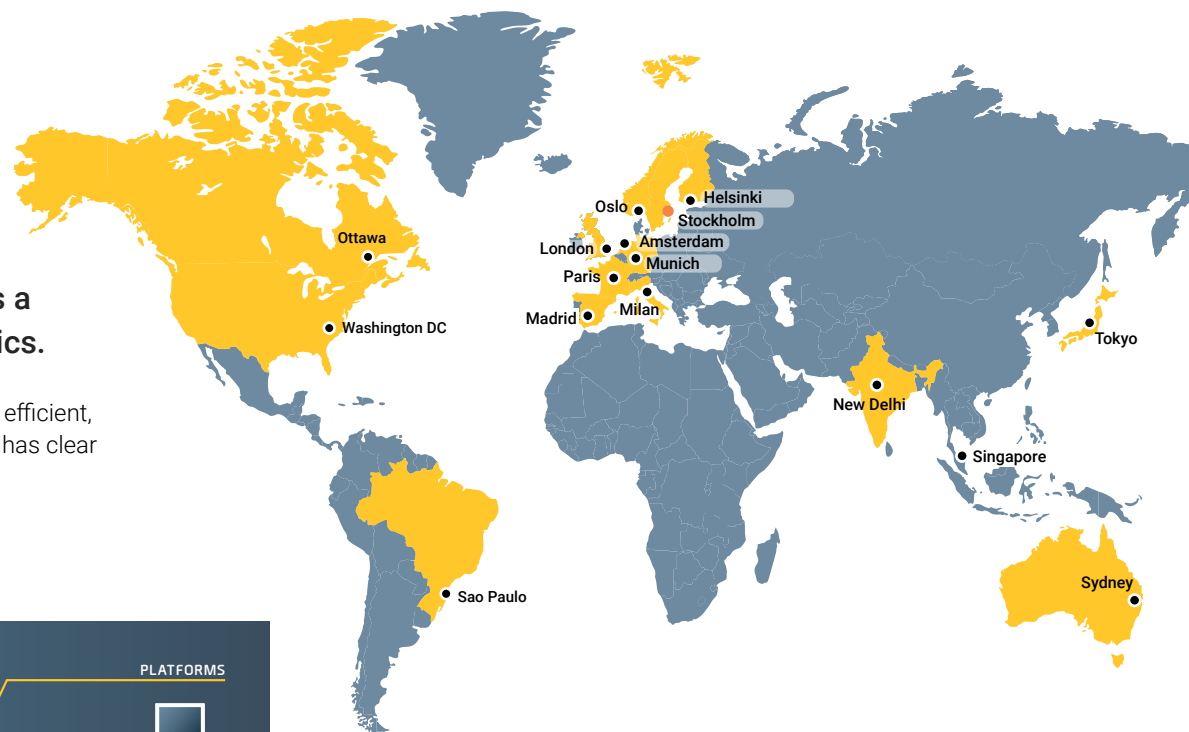 Helsinki
Oslo
Stockholm
Ottawa
Amsterdam
London
Munich
Paris
s a
Milan
Madrid
Washington DC
ics.
Tokyo
efficient,
New Delhi
has clear
Singapore
Sydney
Sao Paulo
PLATFORMS